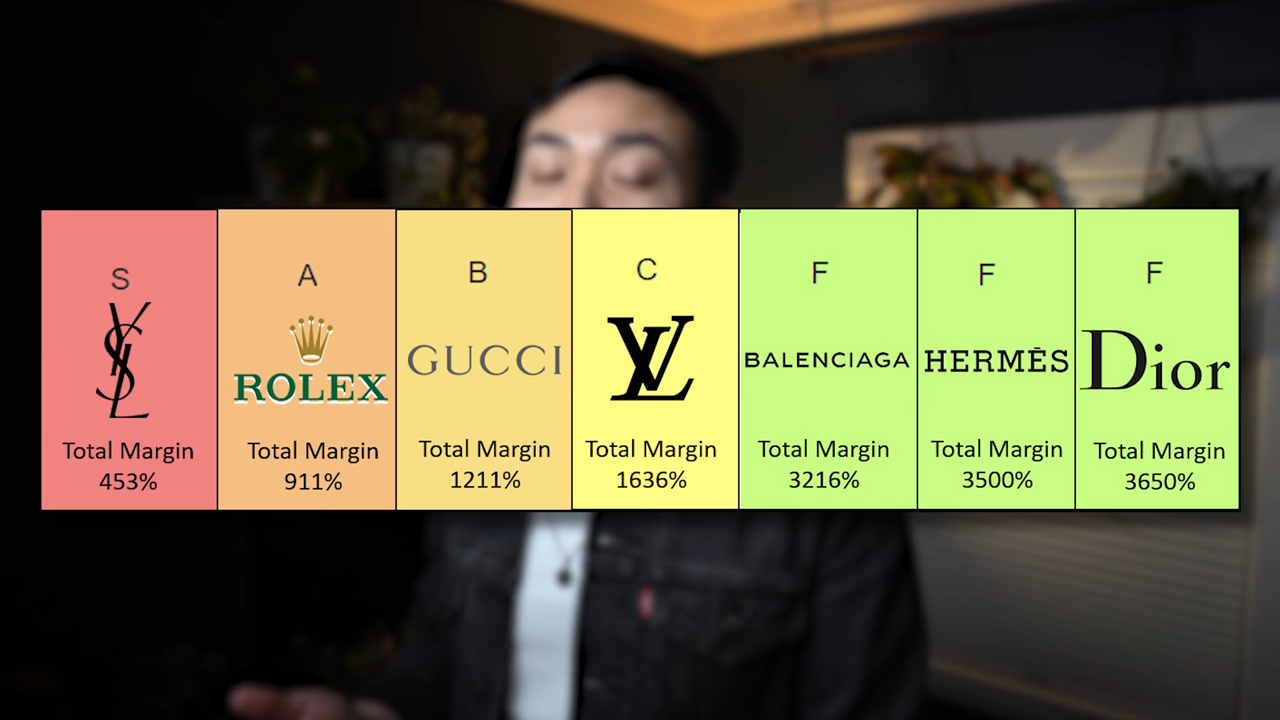 S
YSL
Total Margin
453%
A
ROLEX
Total Margin
911%
B
GUCCI
Total Margin
1211%
C
LV
Total Margin
1636%
F
BALENCIAGA
Total Margin
3216%
F
HERMÈS
Total Margin
3500%
F
Dior
Total Margin
3650%